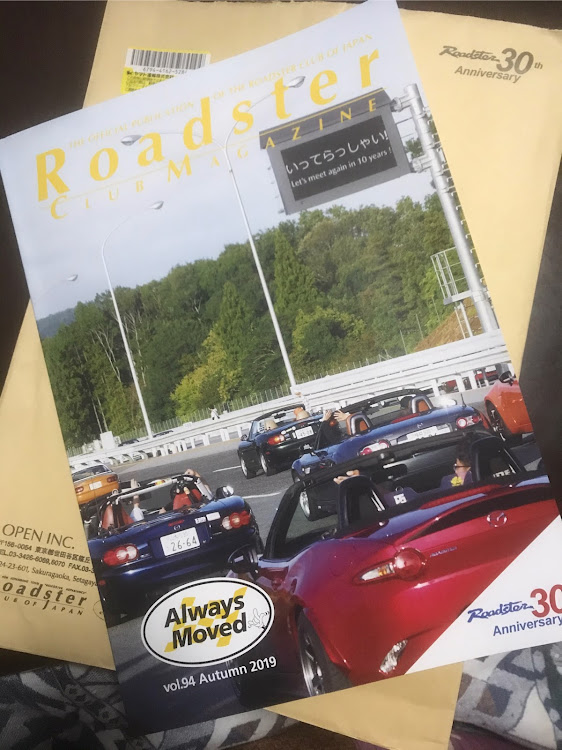 Roadster 30th
Anniversary
THE OFFICIAL PUBLICATION OF THE ROADSTER CLUB OF JAPAN
Roadster
CLUB MAGAZINE
いってらっしゃい!
Let's meet again in 10 years!
26-64
OPEN INC.
Roadster
CLUB OF JAPAN
Always
Moved
vol.94 Autumn 2019
Roadster 30
Anniversary